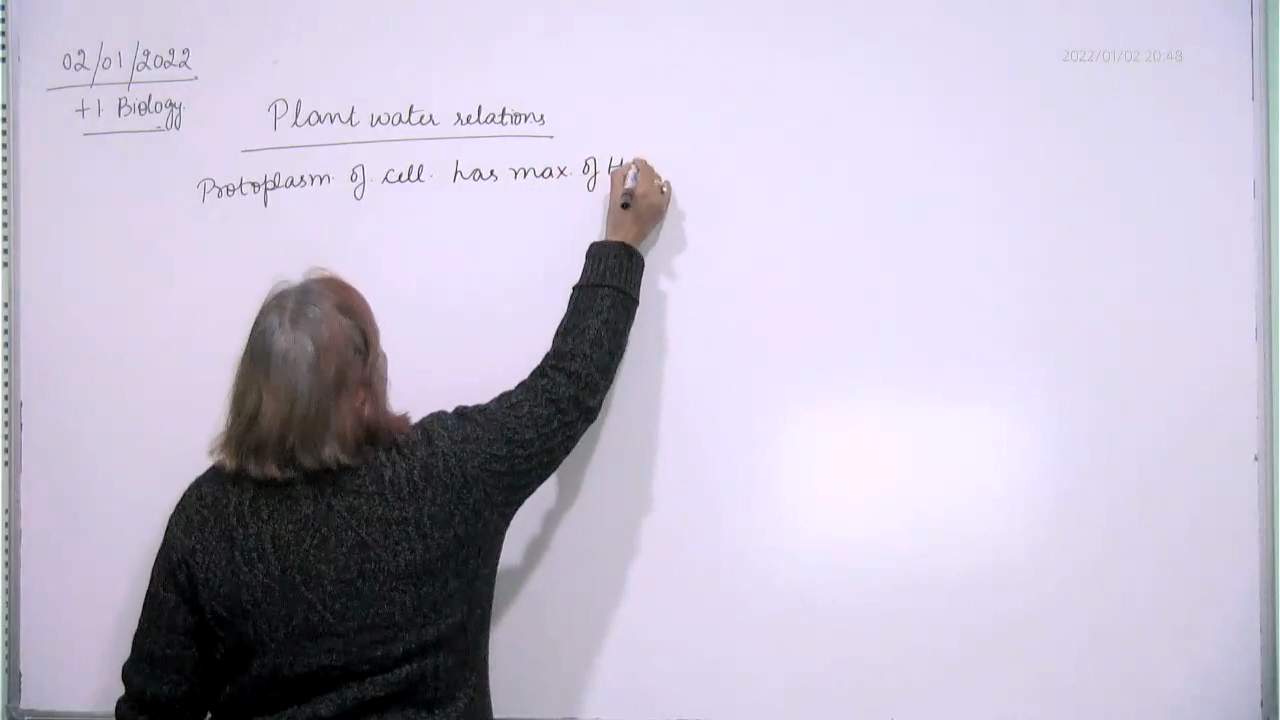 02/01/2022
+1 Biology.
2022/01/02 20:48
Plant water relations
Protoplasm of cell. has max. of H